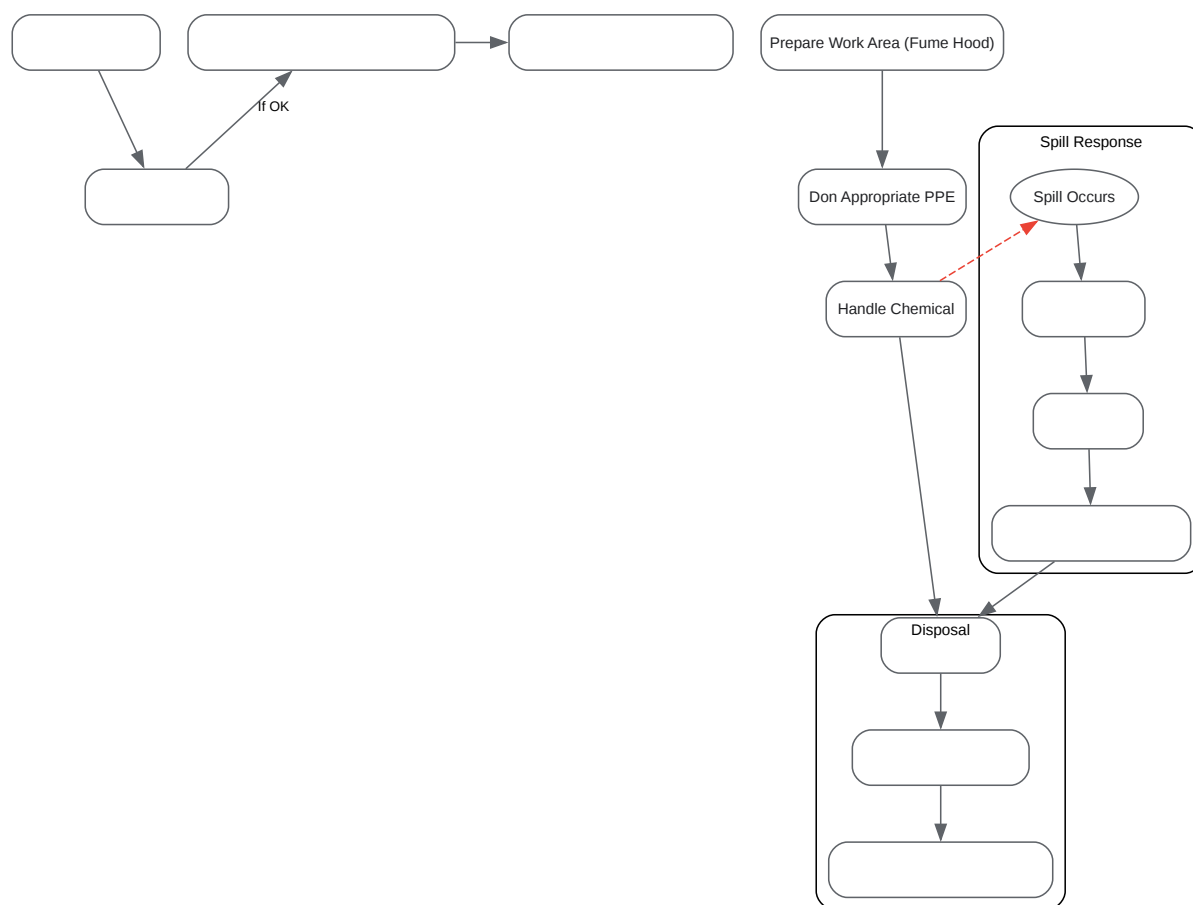 Prepare Work Area (Fume Hood)
If OK
Spill Response
Don Appropriate PPE
Spill Occurs
Handle Chemical
Disposal